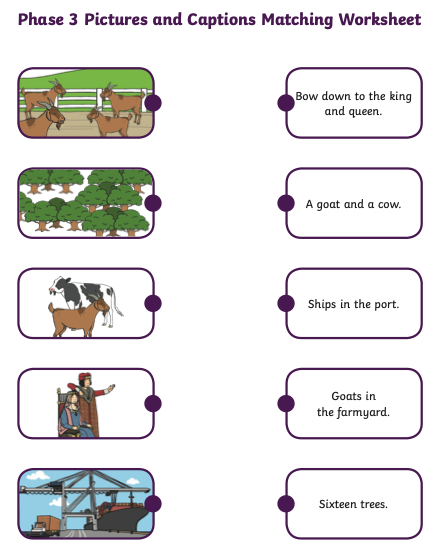 Phase 3 Pictures and Captions Matching Worksheet
Bow down to the king
and queen.
A goat and a cow.
Ships in the port.
Goats in
the farmyard.
Sixteen trees.